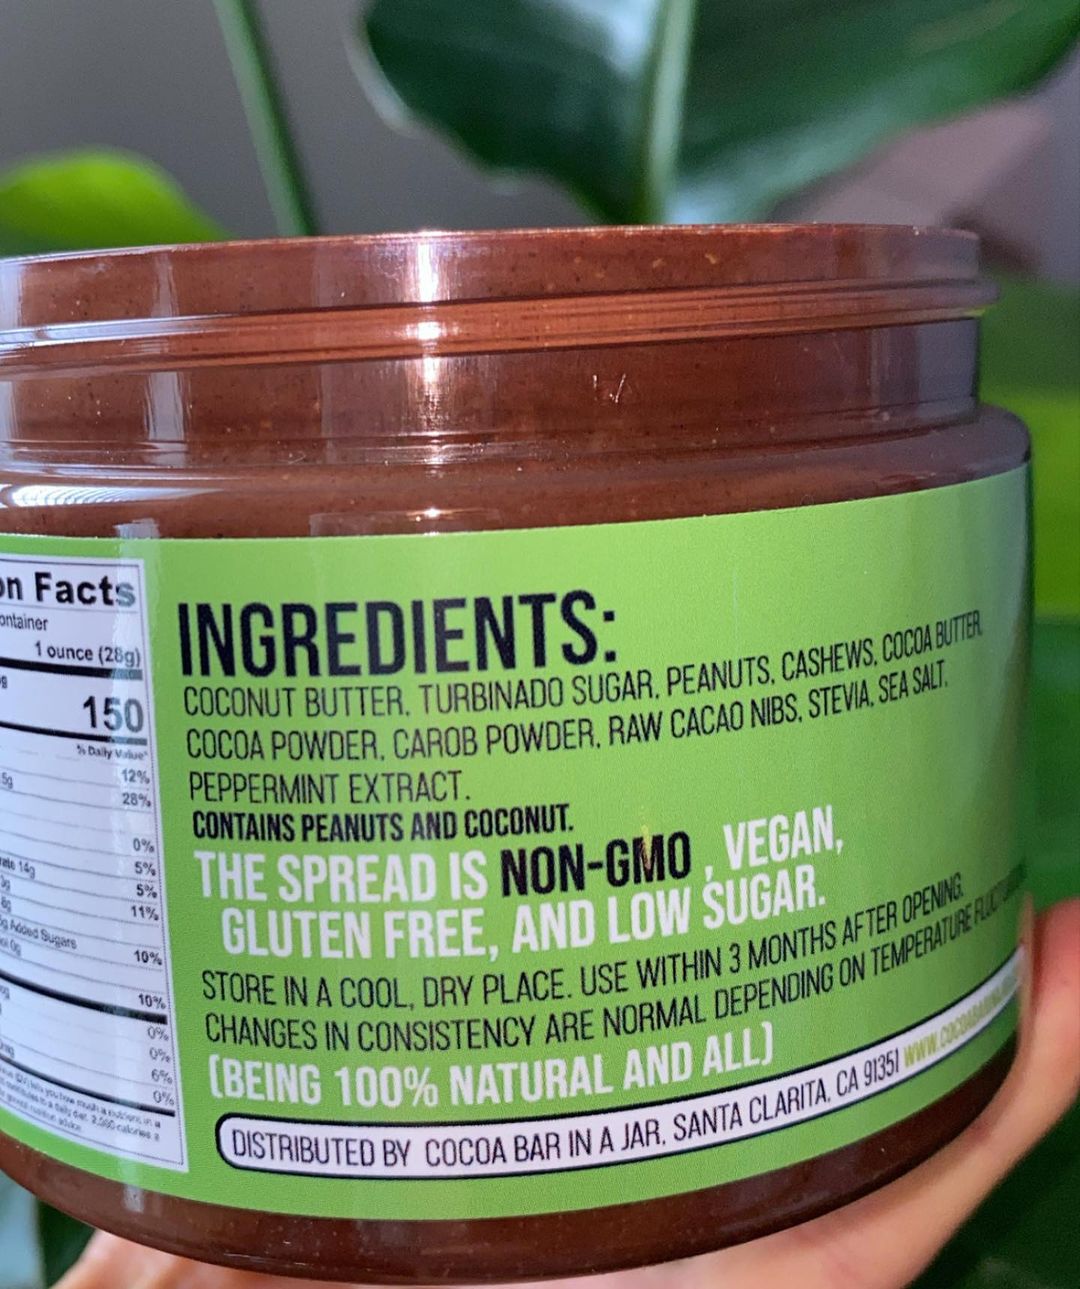 on Facts
ontainer
1 ounce (28g)
150
% Daily Value*
12%
5g
28%
0%
5%
14g
5%
11%
Added Sugars
10%
0g
10%
0%
0%
6%
0%
INGREDIENTS:
COCONUT BUTTER, TURBINADO SUGAR, PEANUTS, CASHEWS, COCOA BUTTER,
COCOA POWDER, CAROB POWDER, RAW CACAO NIBS, STEVIA, SEA SALT,
PEPPERMINT EXTRACT.
CONTAINS PEANUTS AND COCONUT.
THE SPREAD IS NON-GMO , VEGAN,
GLUTEN FREE, AND LOW SUGAR.
STORE IN A COOL, DRY PLACE. USE WITHIN 3 MONTHS AFTER OPENING.
CHANGES IN CONSISTENCY ARE NORMAL DEPENDING ON TEMPERATURE
(BEING 100% NATURAL AND ALL)
DISTRIBUTED BY COCOA BAR IN A JAR, SANTA CLARITA, CA 91351